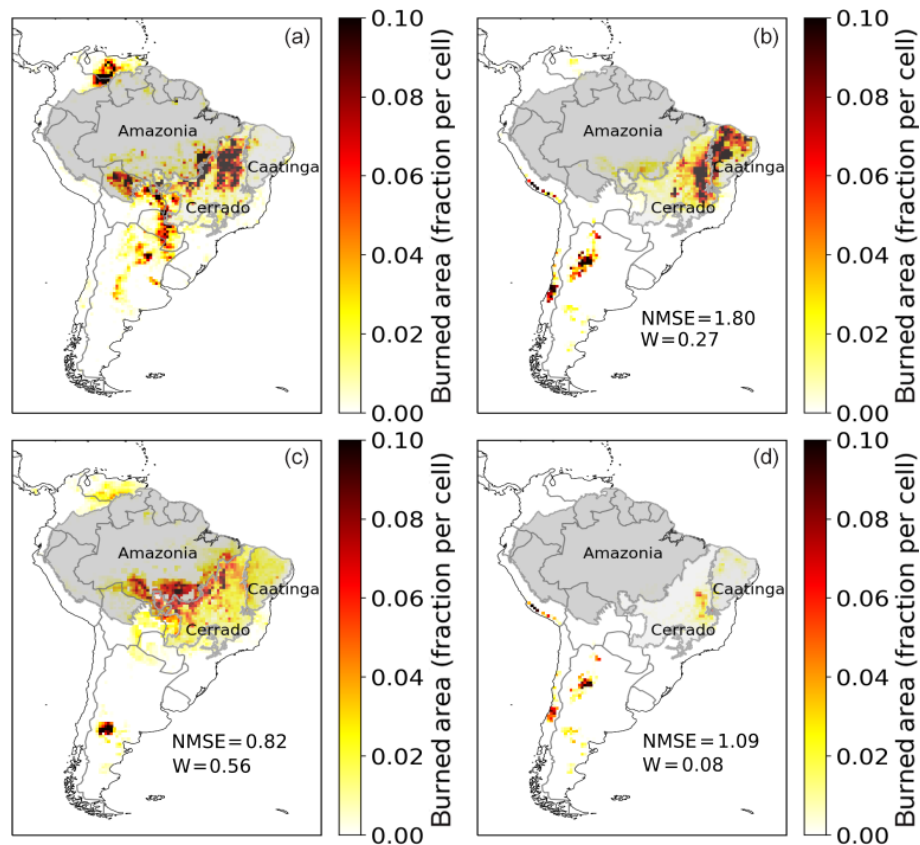 (a)
Amazonia
Caatinga
Cerrado
0.10
0.08
0.06
0.04
0.02
0.00
Burned area (fraction per cell)
(b)
Amazonia
Caatinga
Cerrado
NMSE=1.80
W=0.27
0.10
0.08
0.06
0.04
0.02
0.00
Burned area (fraction per cell)
(c)
Amazonia
Caatinga
Cerrado
NMSE=0.82
W=0.56
0.10
0.08
0.06
0.04
0.02
0.00
Burned area (fraction per cell)
(d)
Amazonia
Caatinga
Cerrado
NMSE=1.09
W=0.08
0.10
0.08
0.06
0.04
0.02
0.00
Burned area (fraction per cell)